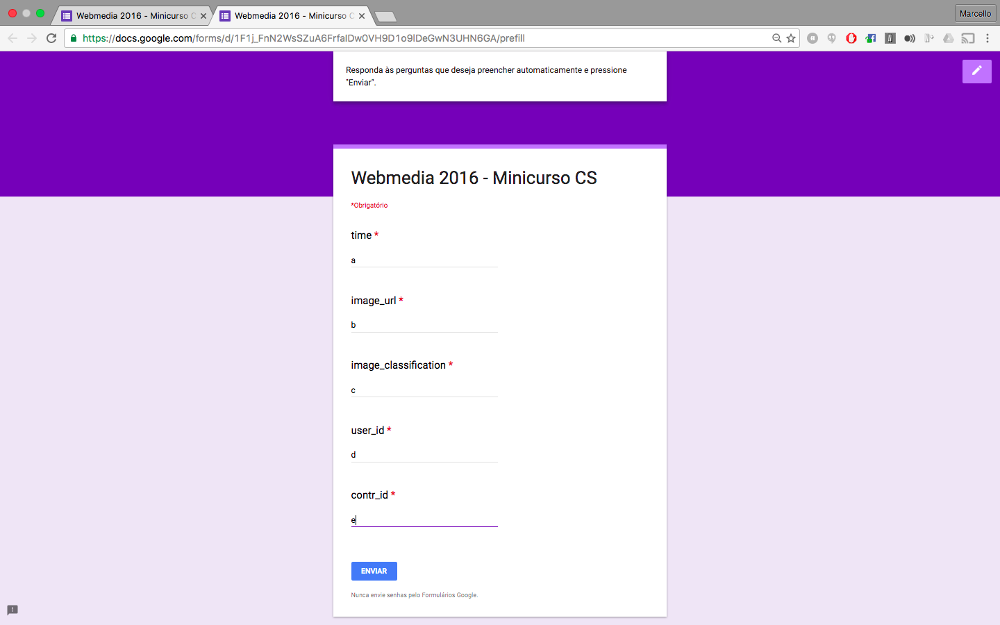 Webmedia 2016 - Minicurso C
Webmedia 2016 - Minicurso C
Marcello
https://docs.google.com/forms/d/1F1j_FnN2WsSZuA6FrfaIDw0VH9D1o9lDeGwN3UHN6GA/prefill
Responda às perguntas que deseja preencher automaticamente e pressione
"Enviar".
Webmedia 2016 - Minicurso CS
*Obrigatório
time *
a
image_url *
b
image_classification *
c
user_id *
d
contr_id *
e
ENVIAR
Nunca envie senhas pelo Formulários Google.